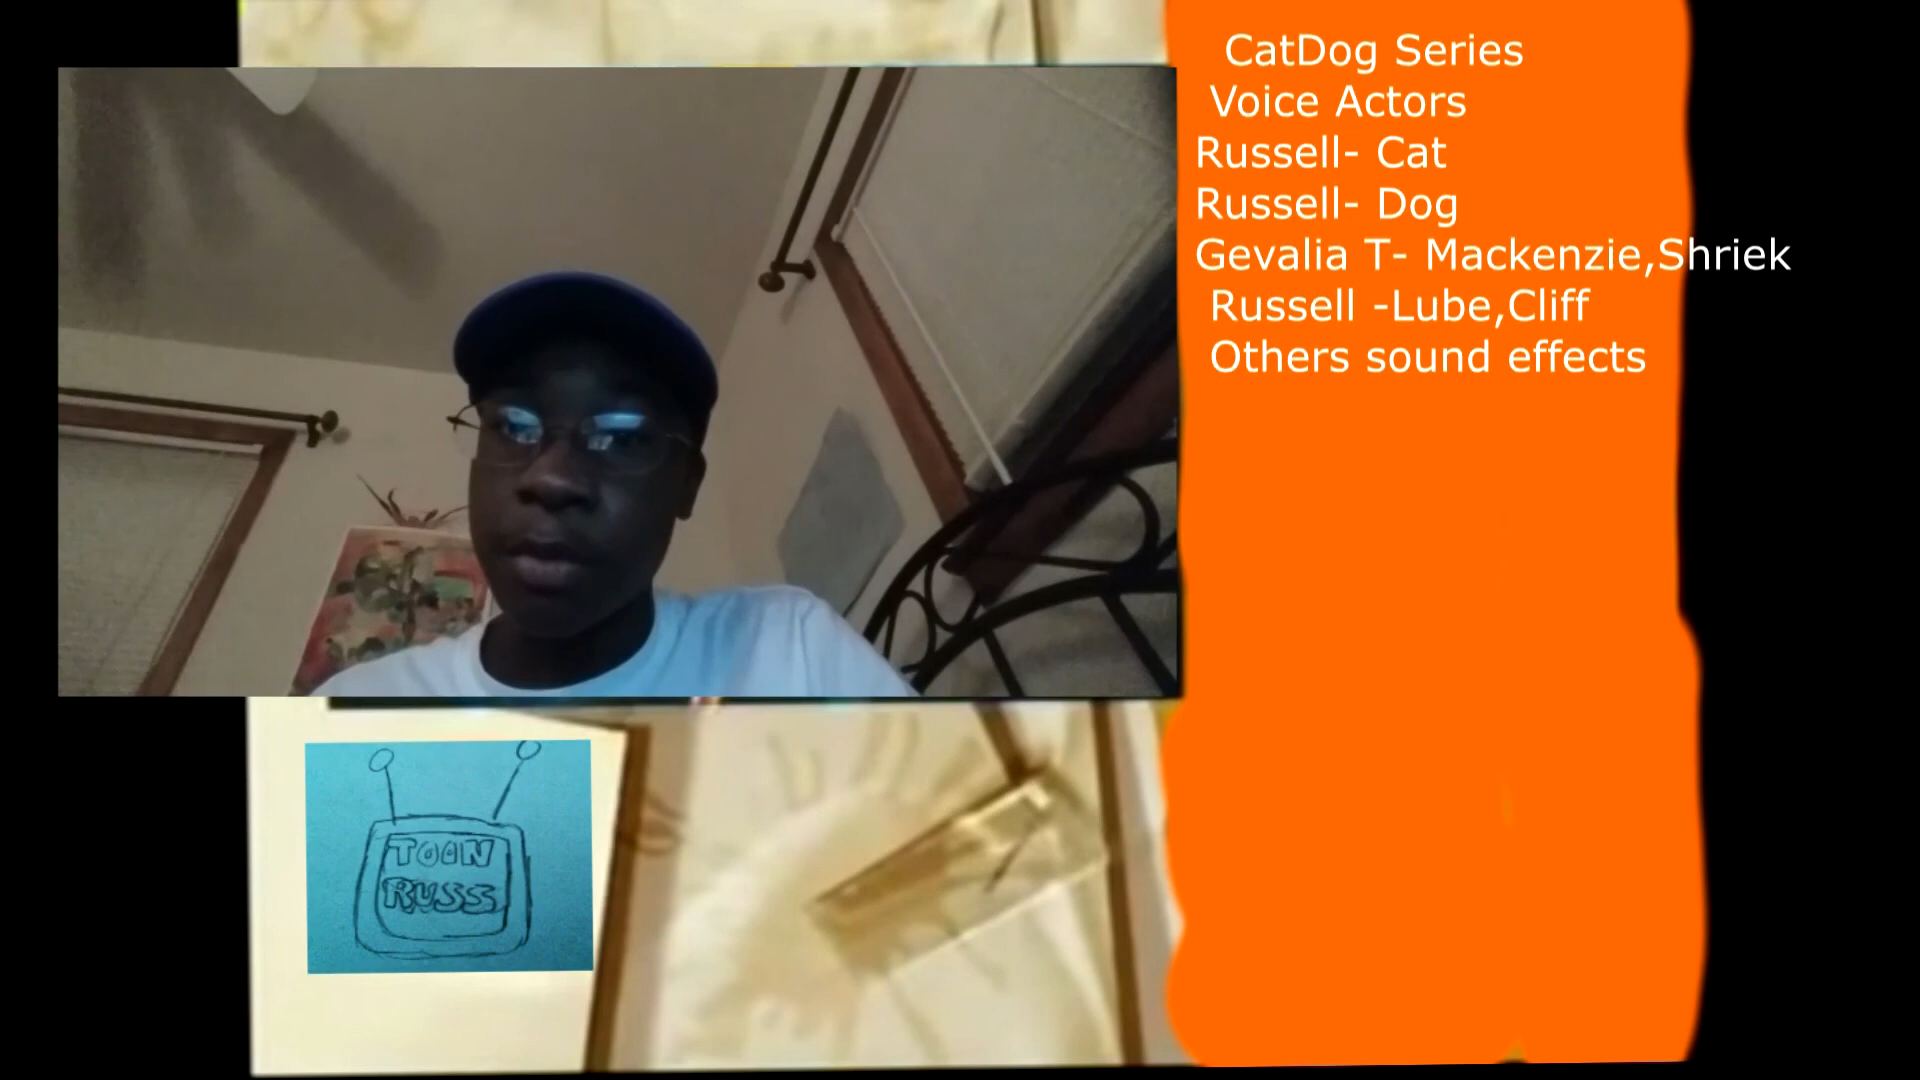 CatDog Series
Voice Actors
Russell- Cat
Russell- Dog
Gevalia T- Mackenzie,Shriek
Russell -Lube,Cliff
Others sound effects
TOON
RUSS